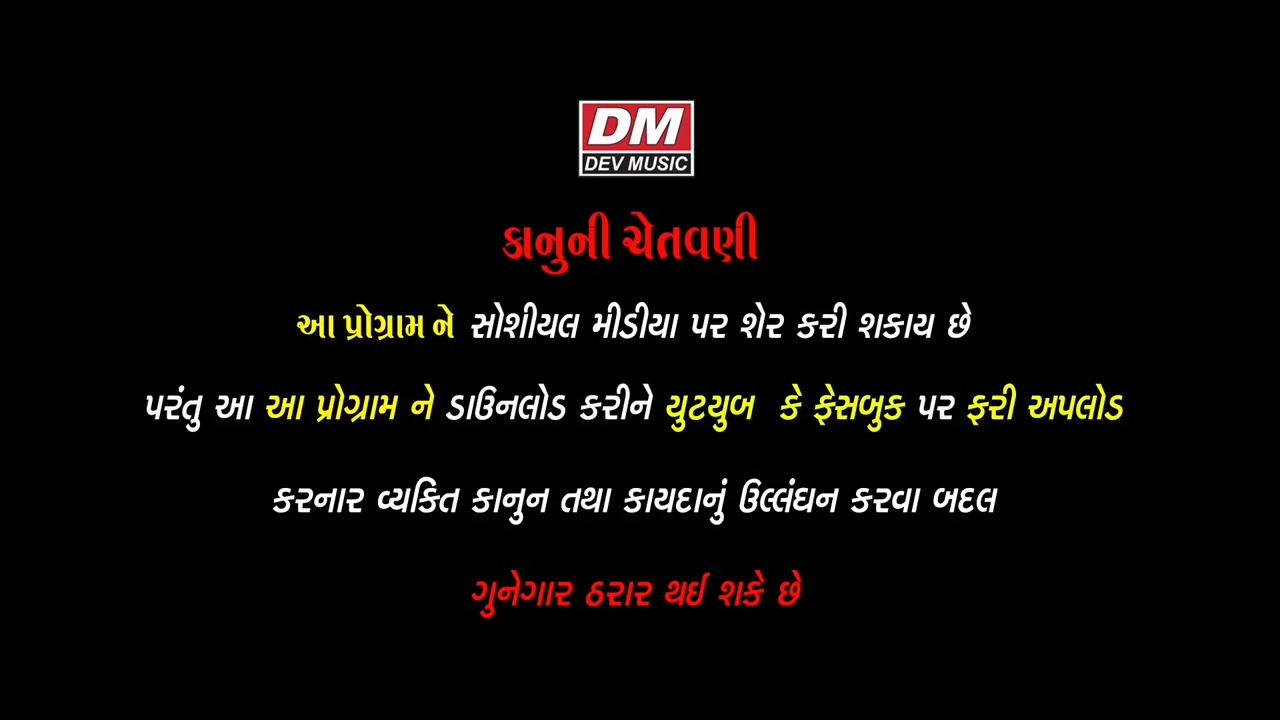 DM
DEV MUSIC
કાનુની ચેતવણી
આ પ્રોગ્રામ ને સોશીયલ મીડીયા પર શેર કરી શકાય છે
પરંતુ આ આ પ્રોગ્રામ ને ડાઉનલોડ કરીને યુટયુબ કે ફેસબુક પર ફરી અપલોડ
કરનાર વ્યકિત કાનુન તથા કાયદાનું ઉલ્લંઘન કરવા બદલ
ગુનેગાર ઠરાર થઈ શકે છે